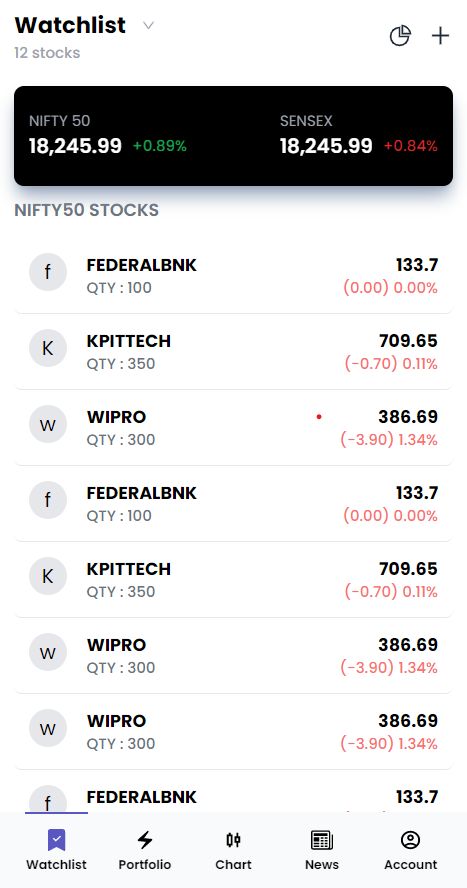 Watchlist
12 stocks
NIFTY 50
18,245.99 +0.89%
SENSEX
18,245.99 +0.84%
NIFTY50 STOCKS
f FEDERALBNK 133.7
QTY : 100 (0.00) 0.00%
K KPITTECH 709.65
QTY : 350 (-0.70) 0.11%
w WIPRO 386.69
QTY : 300 (-3.90) 1.34%
f FEDERALBNK 133.7
QTY : 100 (0.00) 0.00%
K KPITTECH 709.65
QTY : 350 (-0.70) 0.11%
w WIPRO 386.69
QTY : 300 (-3.90) 1.34%
w WIPRO 386.69
QTY : 300 (-3.90) 1.34%
f FEDERALBNK 133.7
Watchlist Portfolio Chart News Account